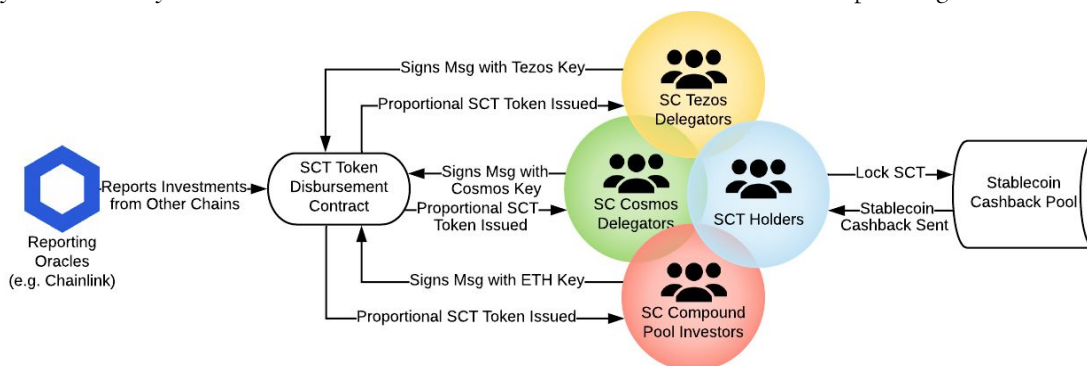 Signs Msg with Tezos Key
Proportional SCT Token Issued
SC Tezos
Delegators
SCT Token
Disbursement
Contract
Reports Investments
from Other Chains
Reporting
Oracles
(e.g. Chainlink)
Signs Msg with
Cosmos Key
Proportional SCT
Token Issued
SC Cosmos
Delegators
SCT Holders
Lock SCT
Stablecoin
Cashback Sent
Stablecoin
Cashback Pool
Signs Msg with ETH Key
Proportional SCT Token Issued
SC Compound
Pool Investors